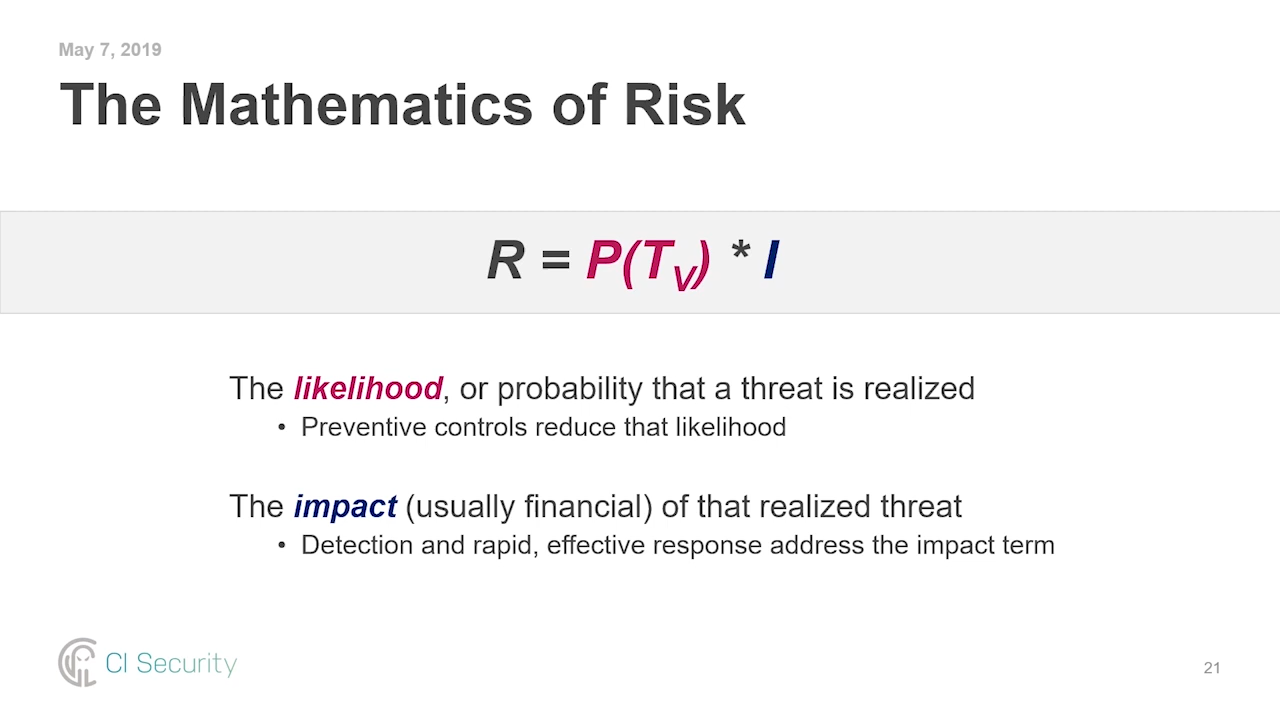 May 7, 2019
The Mathematics of Risk
R = P(Tᵥ) * I
The likelihood, or probability that a threat is realized
• Preventive controls reduce that likelihood
The impact (usually financial) of that realized threat
• Detection and rapid, effective response address the impact term
CI Security
21